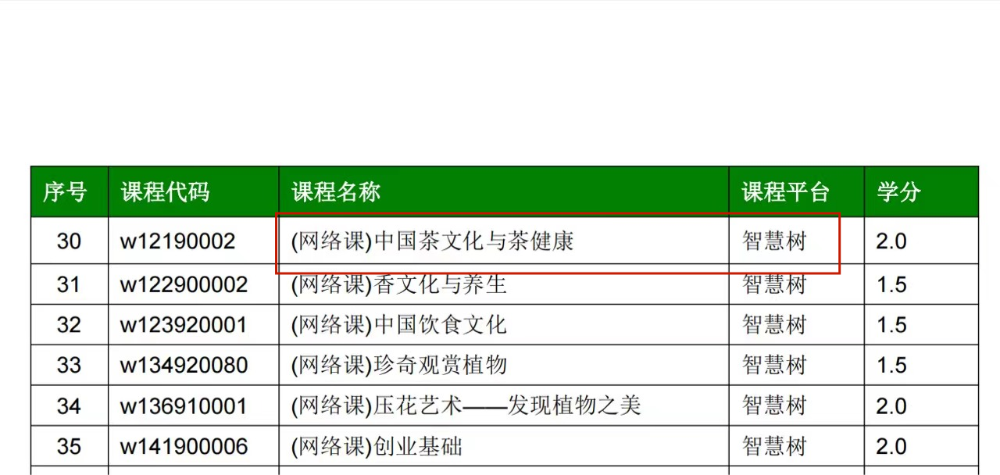 序号 课程代码 课程名称 课程平台 学分
30 w12190002 (网络课)中国茶文化与茶健康 智慧树 2.0
31 w122900002 (网络课)香文化与养生 智慧树 1.5
32 w123920001 (网络课)中国饮食文化 智慧树 1.5
33 w134920080 (网络课)珍奇观赏植物 智慧树 1.5
34 w136910001 (网络课)压花艺术——发现植物之美 智慧树 2.0
35 w141900006 (网络课)创业基础 智慧树 2.0